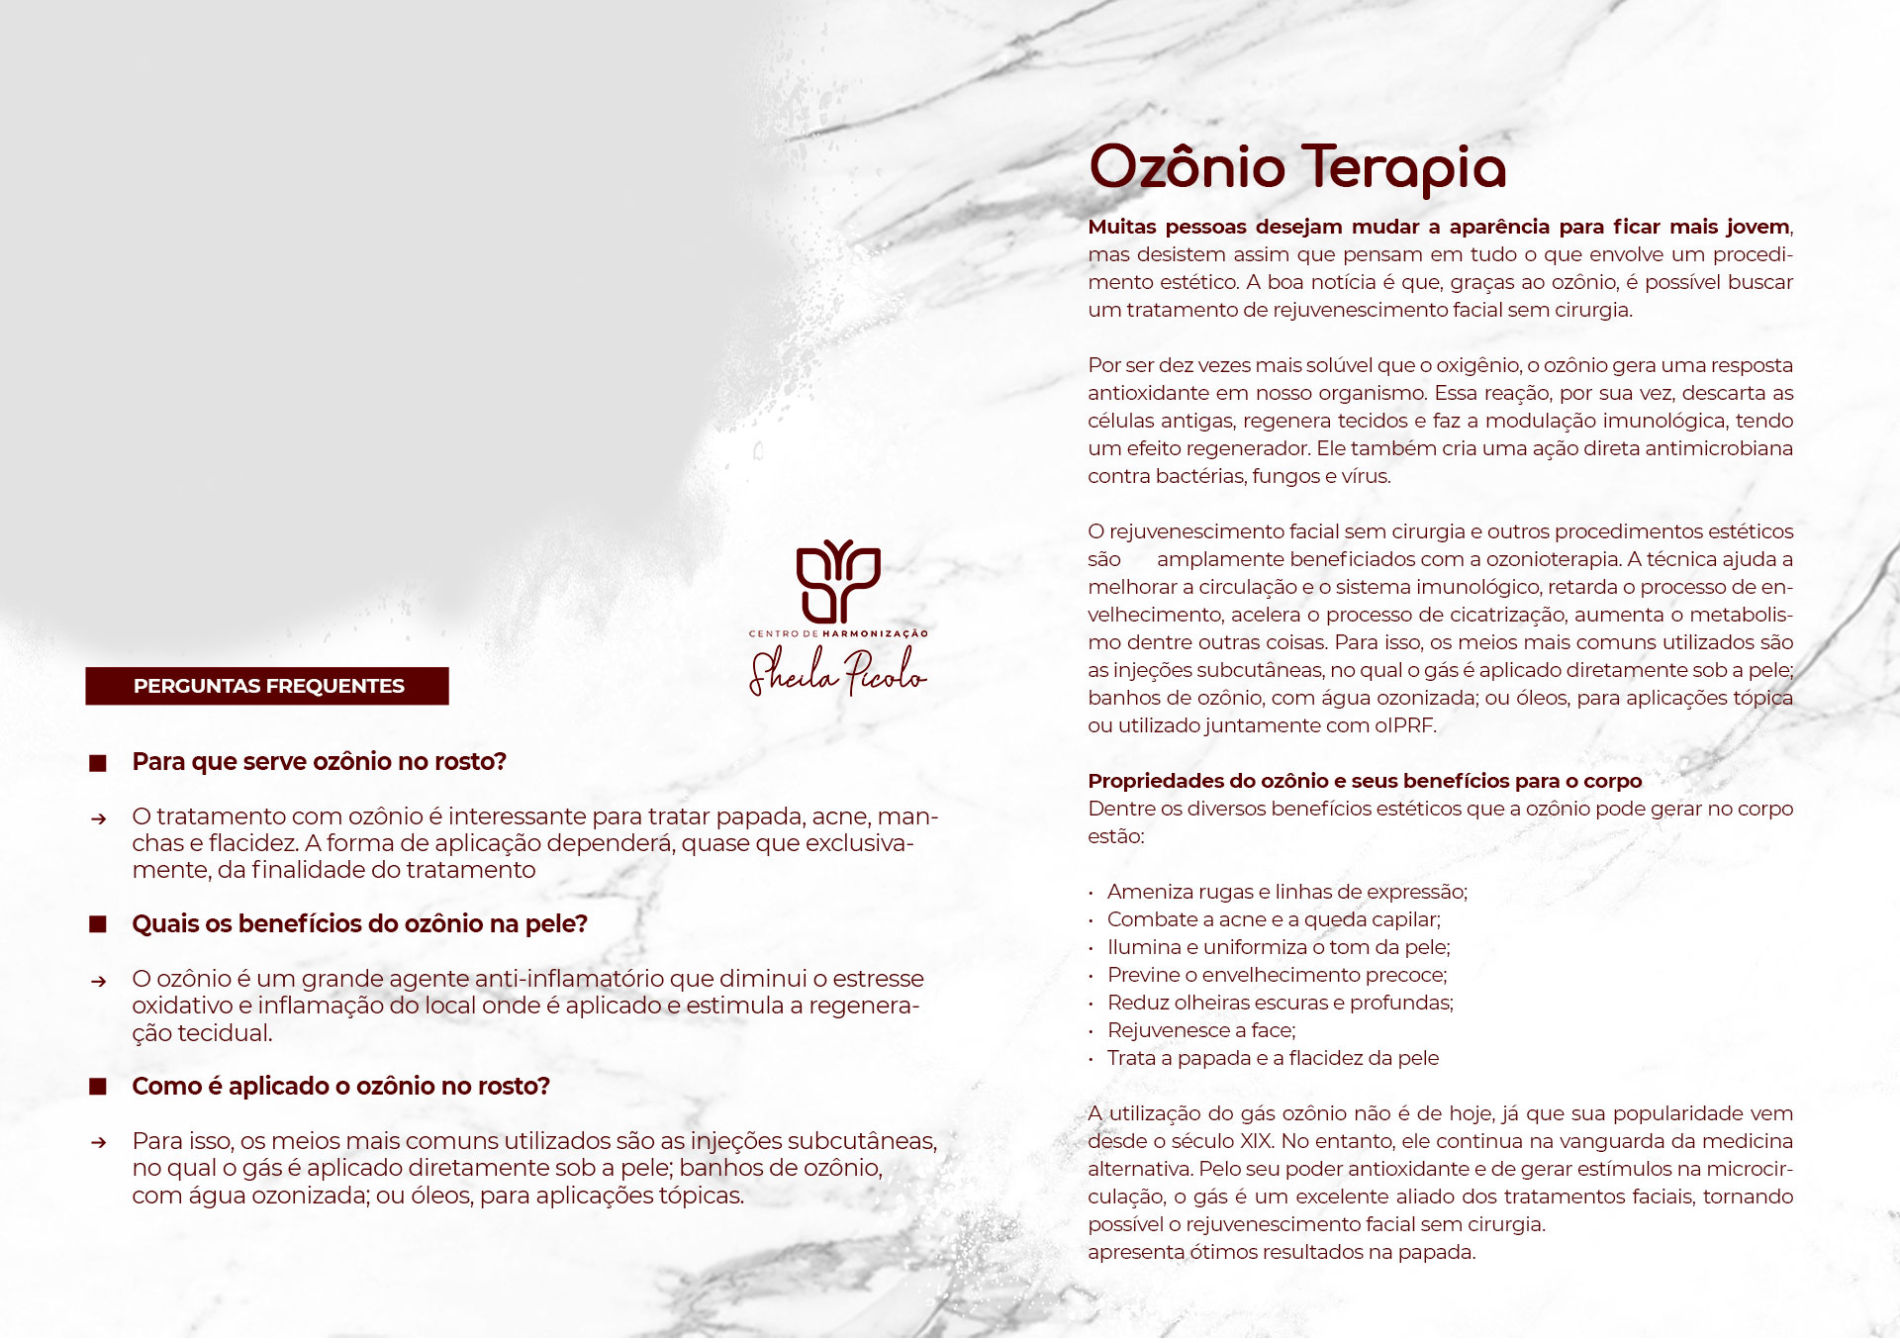 CENTRO DE HARMONIZAÇÃO
Sheila Picolo
PERGUNTAS FREQUENTES
Para que serve ozônio no rosto?
O tratamento com ozônio é interessante para tratar papada, acne, man-
chas e flacidez. A forma de aplicação dependerá, quase que exclusiva-
mente, da finalidade do tratamento
Quais os benefícios do ozônio na pele?
O ozônio é um grande agente anti-inflamatório que diminui o estresse
oxidativo e inflamação do local onde é aplicado e estimula a regenera-
ção tecidual.
Como é aplicado o ozônio no rosto?
Para isso, os meios mais comuns utilizados são as injeções subcutâneas,
no qual o gás é aplicado diretamente sob a pele; banhos de ozônio,
com água ozonizada; ou óleos, para aplicações tópicas.
Ozônio Terapia
Muitas pessoas desejam mudar a aparência para ficar mais jovem,
mas desistem assim que pensam em tudo o que envolve um procedi-
mento estético. A boa notícia é que, graças ao ozônio, é possível buscar
um tratamento de rejuvenescimento facial sem cirurgia.
Por ser dez vezes mais solúvel que o oxigênio, o ozônio gera uma resposta
antioxidante em nosso organismo. Essa reação, por sua vez, descarta as
células antigas, regenera tecidos e faz a modulação imunológica, tendo
um efeito regenerador. Ele também cria uma ação direta antimicrobiana
contra bactérias, fungos e vírus.
O rejuvenescimento facial sem cirurgia e outros procedimentos estéticos
são amplamente beneficiados com a ozonioterapia. A técnica ajuda a
melhorar a circulação e o sistema imunológico, retarda o processo de en-
velhecimento, acelera o processo de cicatrização, aumenta o metabolis-
mo dentre outras coisas. Para isso, os meios mais comuns utilizados são
as injeções subcutâneas, no qual o gás é aplicado diretamente sob a pele;
banhos de ozônio, com água ozonizada; ou óleos, para aplicações tópica
ou utilizado juntamente com oIPRF.
Propriedades do ozônio e seus benefícios para o corpo
Dentre os diversos benefícios estéticos que a ozônio pode gerar no corpo
estão:
• Ameniza rugas e linhas de expressão;
• Combate a acne e a queda capilar;
• Ilumina e uniformiza o tom da pele;
• Previne o envelhecimento precoce;
• Reduz olheiras escuras e profundas;
• Rejuvenesce a face;
• Trata a papada e a flacidez da pele
A utilização do gás ozônio não é de hoje, já que sua popularidade vem
desde o século XIX. No entanto, ele continua na vanguarda da medicina
alternativa. Pelo seu poder antioxidante e de gerar estímulos na microcir-
culação, o gás é um excelente aliado dos tratamentos faciais, tornando
possível o rejuvenescimento facial sem cirurgia.
apresenta ótimos resultados na papada.